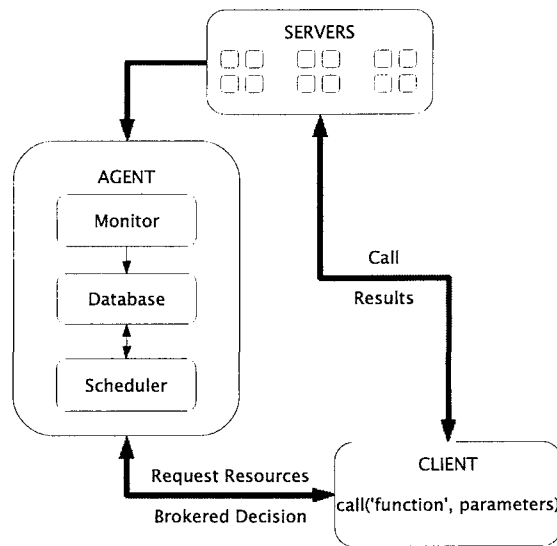 SERVERS
AGENT
Monitor
Database
Scheduler
Call
Results
Request Resources
Brokered Decision
CLIENT
call('function', parameters)